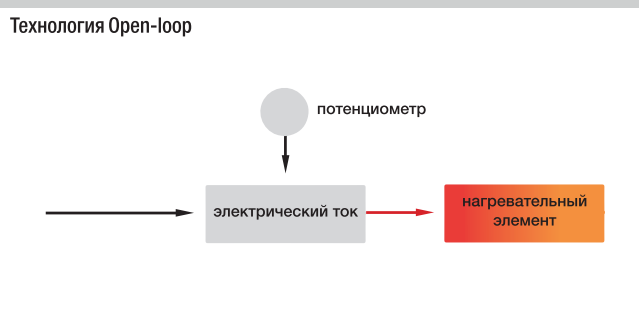 Технология Open-loop
потенциометр
электрический ток
нагревательный
элемент